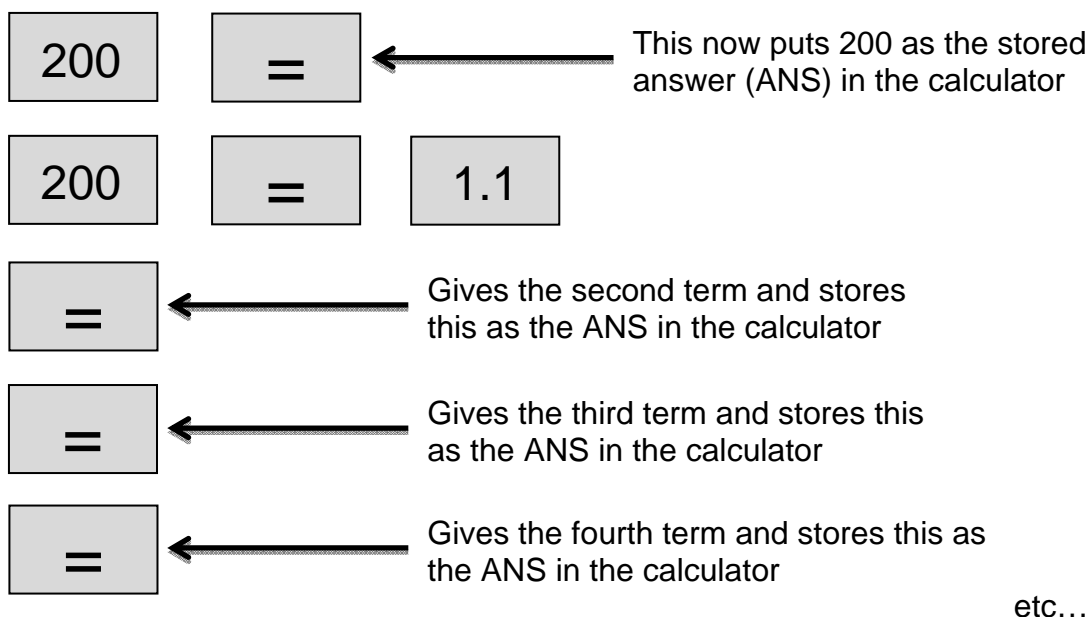 200 = This now puts 200 as the stored
answer (ANS) in the calculator
200 = 1.1
= Gives the second term and stores
this as the ANS in the calculator
= Gives the third term and stores this
as the ANS in the calculator
= Gives the fourth term and stores this as
the ANS in the calculator
etc…